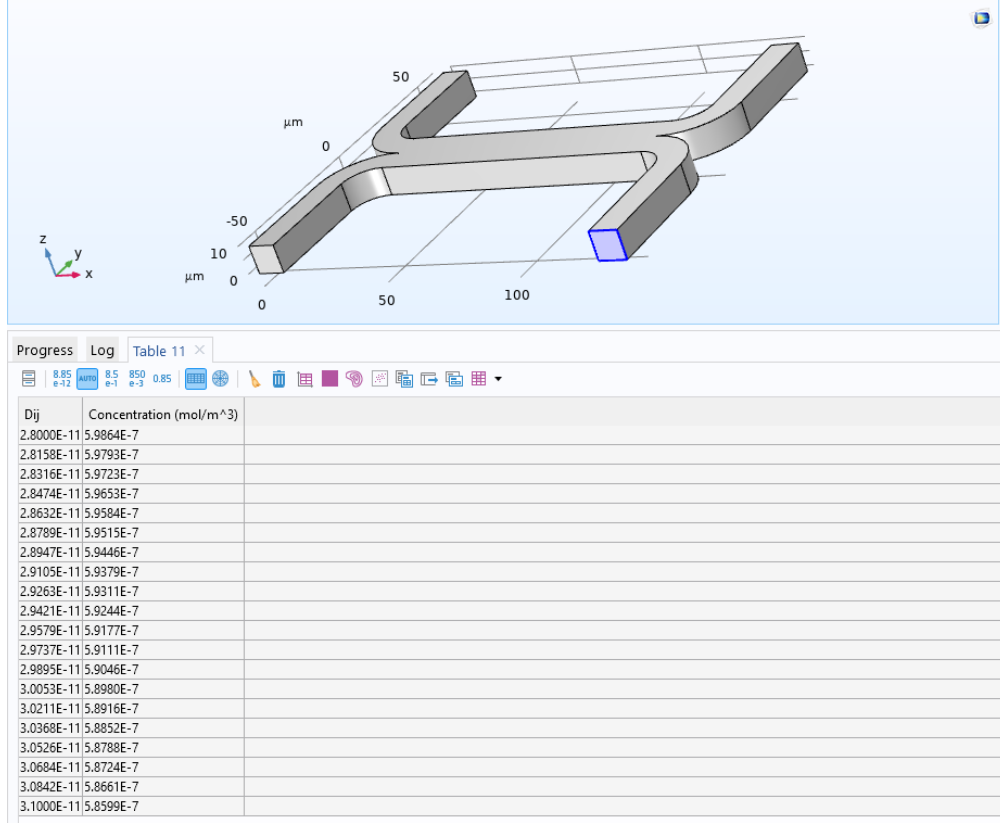 50
µm
0
-50
10
µm
0
0
50
100
z
y
x
Progress Log Table 11
8.85 e-12 AUTO 8.5 e-1 850 e-3 0.85
Dij Concentration (mol/m^3)
2.8000E-11 5.9864E-7
2.8158E-11 5.9793E-7
2.8316E-11 5.9723E-7
2.8474E-11 5.9653E-7
2.8632E-11 5.9584E-7
2.8789E-11 5.9515E-7
2.8947E-11 5.9446E-7
2.9105E-11 5.9379E-7
2.9263E-11 5.9311E-7
2.9421E-11 5.9244E-7
2.9579E-11 5.9177E-7
2.9737E-11 5.9111E-7
2.9895E-11 5.9046E-7
3.0053E-11 5.8980E-7
3.0211E-11 5.8916E-7
3.0368E-11 5.8852E-7
3.0526E-11 5.8788E-7
3.0684E-11 5.8724E-7
3.0842E-11 5.8661E-7
3.1000E-11 5.8599E-7